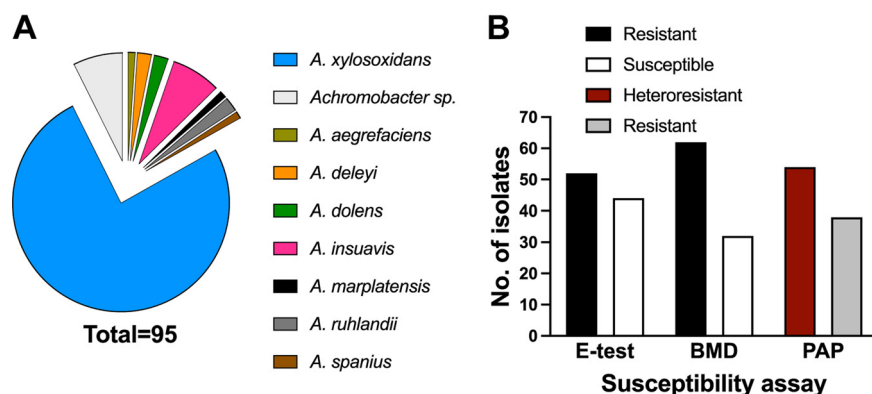 A
A. xylosoxidans
Achromobacter sp.
A. aegrefaciens
A. deleyi
A. dolens
A. insuavis
A. marplatensis
A. ruhlandii
A. spanius
Total=95
B
Resistant
Susceptible
Heteroresistant
Resistant
No. of isolates
70
60
50
40
30
20
10
0
E-test BMD PAP
Susceptibility assay